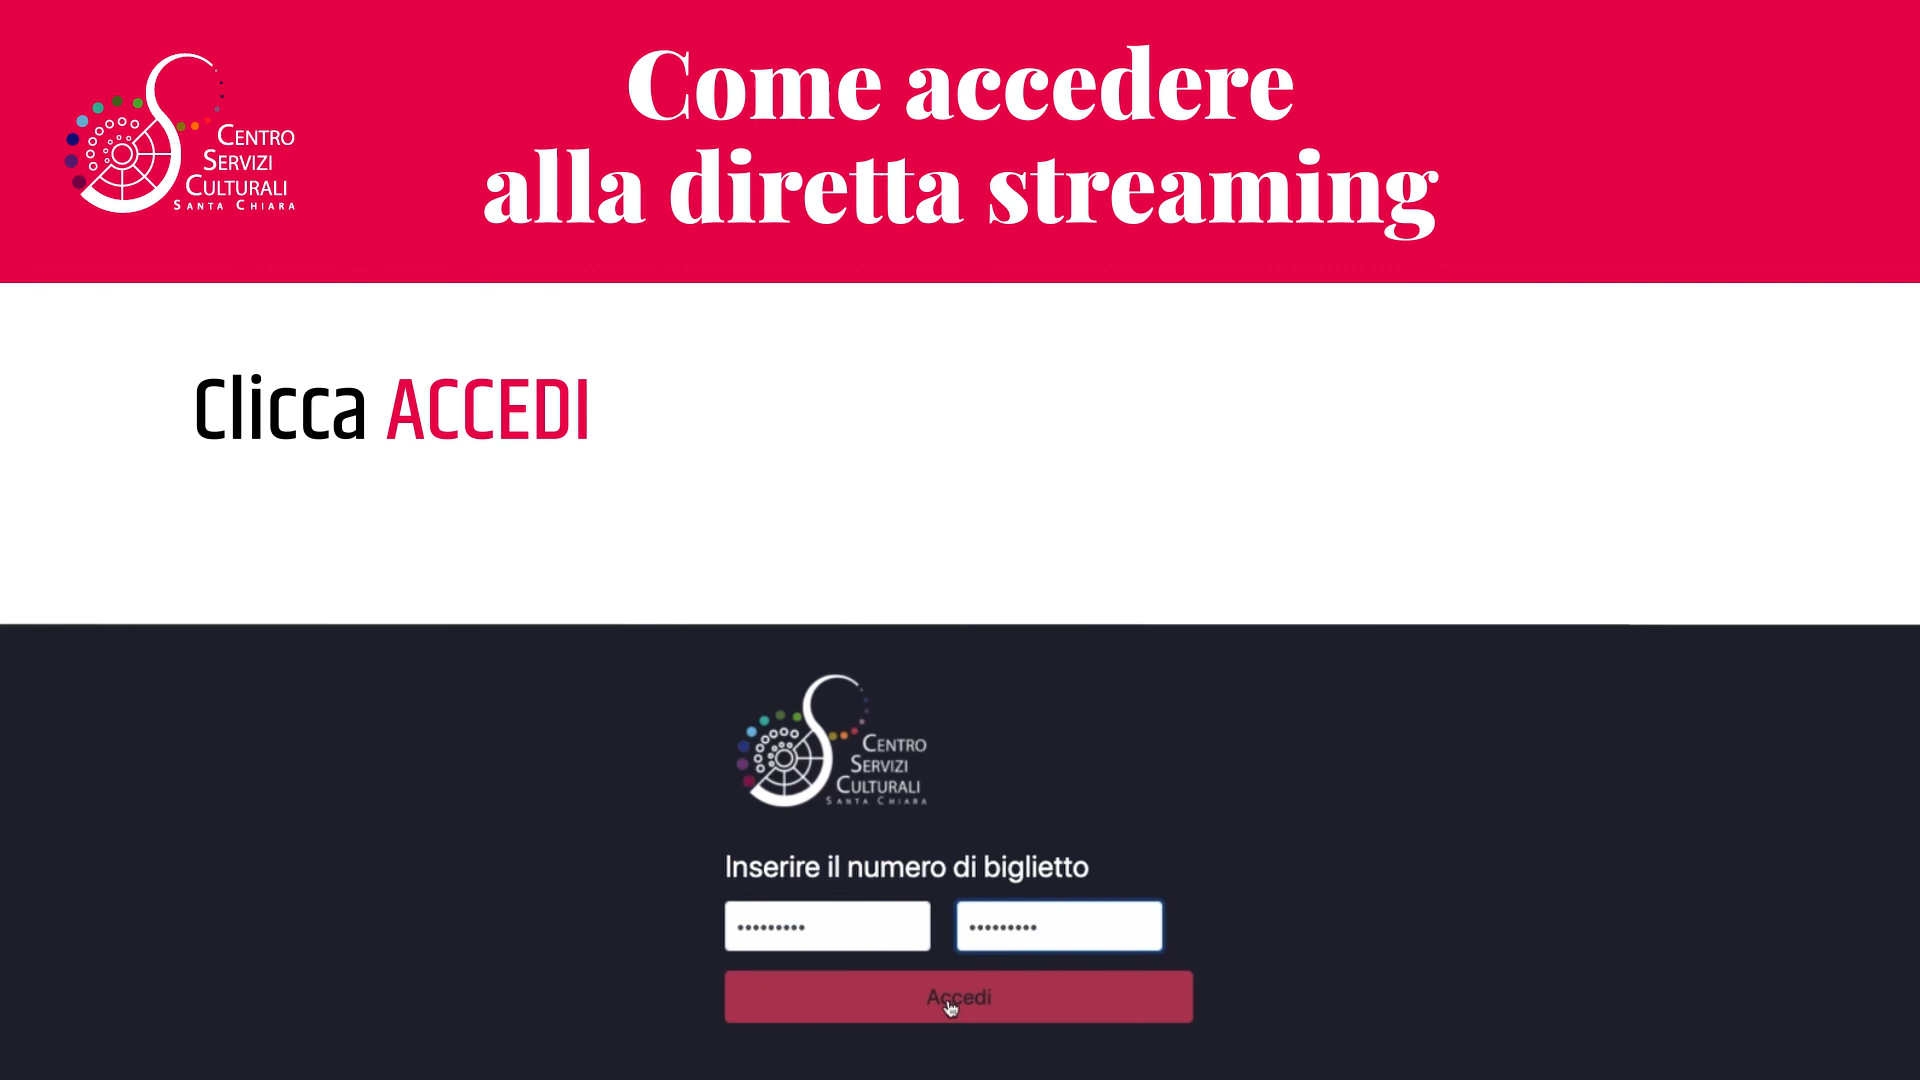 Come accedere
alla diretta streaming
CENTRO
SERVIZI
CULTURALI
SANTA CHIARA
Clicca ACCEDI
CENTRO
SERVIZI
CULTURALI
SANTA CHIARA
Inserire il numero di biglietto
•••••••••
•••••••••
Accedi